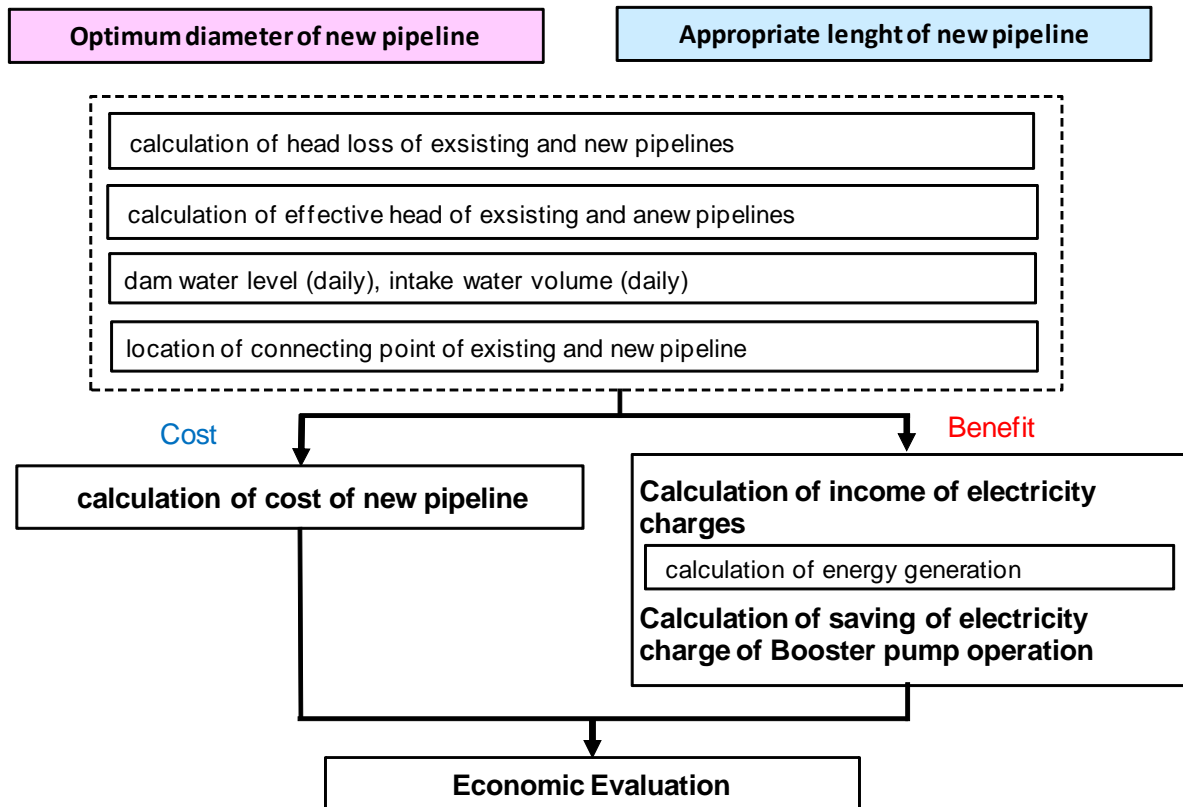 Optimum diameter of new pipeline
Appropriate lenght of new pipeline
calculation of head loss of exsisting and new pipelines
calculation of effective head of exsisting and anew pipelines
dam water level (daily), intake water volume (daily)
location of connecting point of existing and new pipeline
Cost
Benefit
calculation of cost of new pipeline
Calculation of income of electricity
charges
calculation of energy generation
Calculation of saving of electricity
charge of Booster pump operation
Economic Evaluation